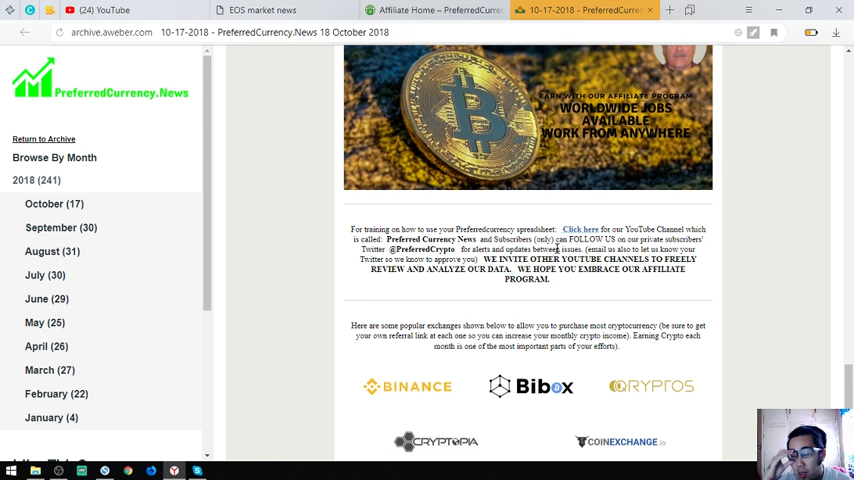 (24) YouTube
EOS market news
Affiliate Home – PreferredCurr
10-17-2018 - PreferredCurren
archive.aweber.com
10-17-2018 - PreferredCurrency.News 18 October 2018
PreferredCurrency.News
Return to Archive
Browse By Month
2018 (241)
October (17)
September (30)
August (31)
July (30)
June (29)
May (25)
April (26)
March (27)
February (22)
January (4)
EARN WITH OUR AFFILIATE PROGRAM
WORLDWIDE JOBS
AVAILABLE
WORK FROM ANYWHERE
For training on how to use your Preferredcurrency spreadsheet: Click here for our YouTube Channel which
is called: Preferred Currency News and Subscribers (only) can FOLLOW US on our private subscribers'
Twitter @PreferredCrypto for alerts and updates between issues. (email us also to let us know your
Twitter so we know to approve you) WE INVITE OTHER YOUTUBE CHANNELS TO FREELY
REVIEW AND ANALYZE OUR DATA. WE HOPE YOU EMBRACE OUR AFFILIATE
PROGRAM.
Here are some popular exchanges shown below to allow you to purchase most cryptocurrency (be sure to get
your own referral link at each one so you can increase your monthly crypto income). Earning Crypto each
month is one of the most important parts of your efforts).
BINANCE
Bibox
QRYPTOS
CRYPTOPIA
COINEXCHANGE.io